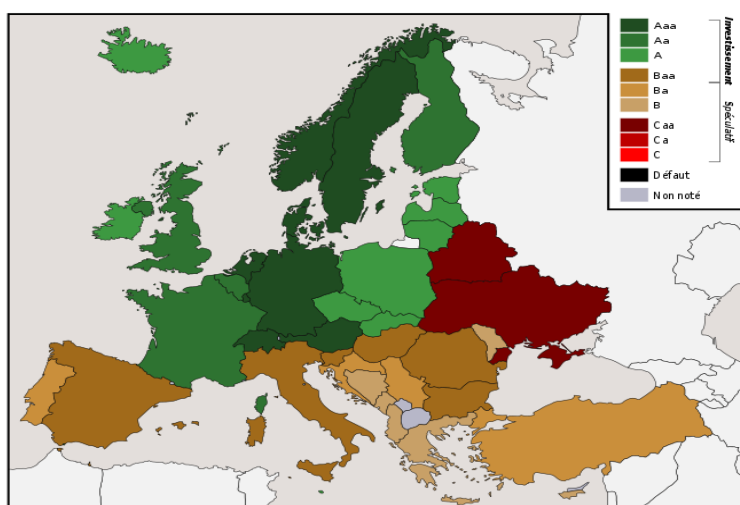 Aaa
Aa
A
Baa
Ba
B
Caa
Ca
C
Défaut
Non noté
Investissement
Spéculatif